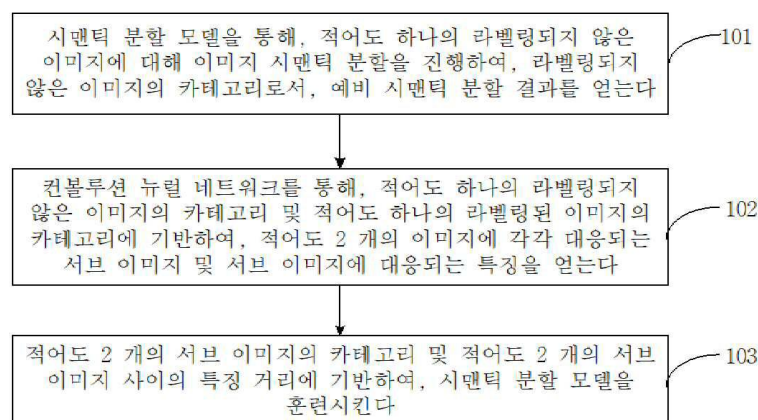 시맨틱 분할 모델을 통해, 적어도 하나의 라벨링되지 않은
이미지에 대해 이미지 시맨틱 분할을 진행하여, 라벨링되지
않은 이미지의 카테고리로서, 예비 시맨틱 분할 결과를 얻는다
101
컨볼루션 뉴럴 네트워크를 통해, 적어도 하나의 라벨링되지
않은 이미지의 카테고리 및 적어도 하나의 라벨링된 이미지의
카테고리에 기반하여, 적어도 2 개의 이미지에 각각 대응되는
서브 이미지 및 서브 이미지에 대응되는 특징을 얻는다
102
적어도 2 개의 서브 이미지의 카테고리 및 적어도 2 개의 서브
이미지 사이의 특징 거리에 기반하여, 시맨틱 분할 모델을
훈련시킨다
103